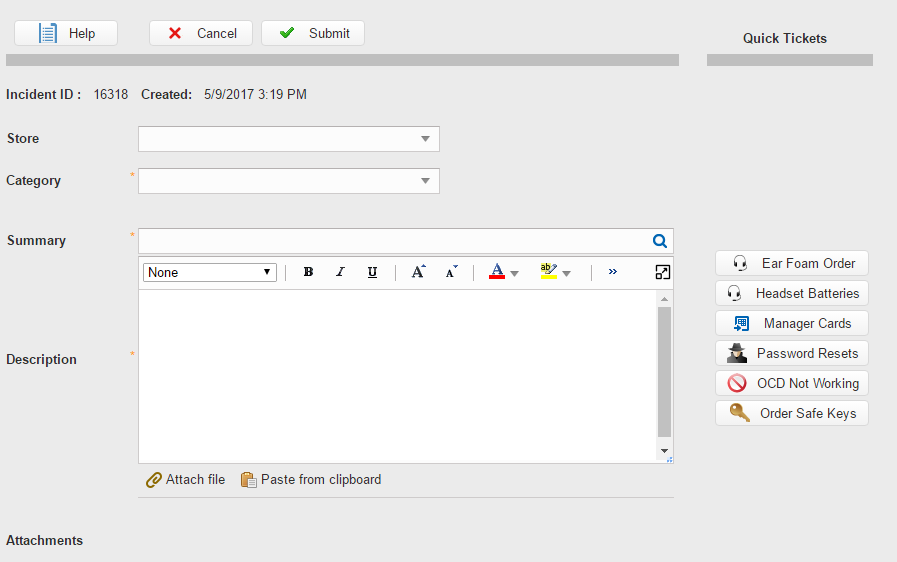 Help
Cancel
Submit
Quick Tickets
Incident ID : 16318 Created: 5/9/2017 3:19 PM
Store
Category *
Summary *
None B I U A A A ab »
Description *
Attach file Paste from clipboard
Attachments
Ear Foam Order
Headset Batteries
Manager Cards
Password Resets
OCD Not Working
Order Safe Keys